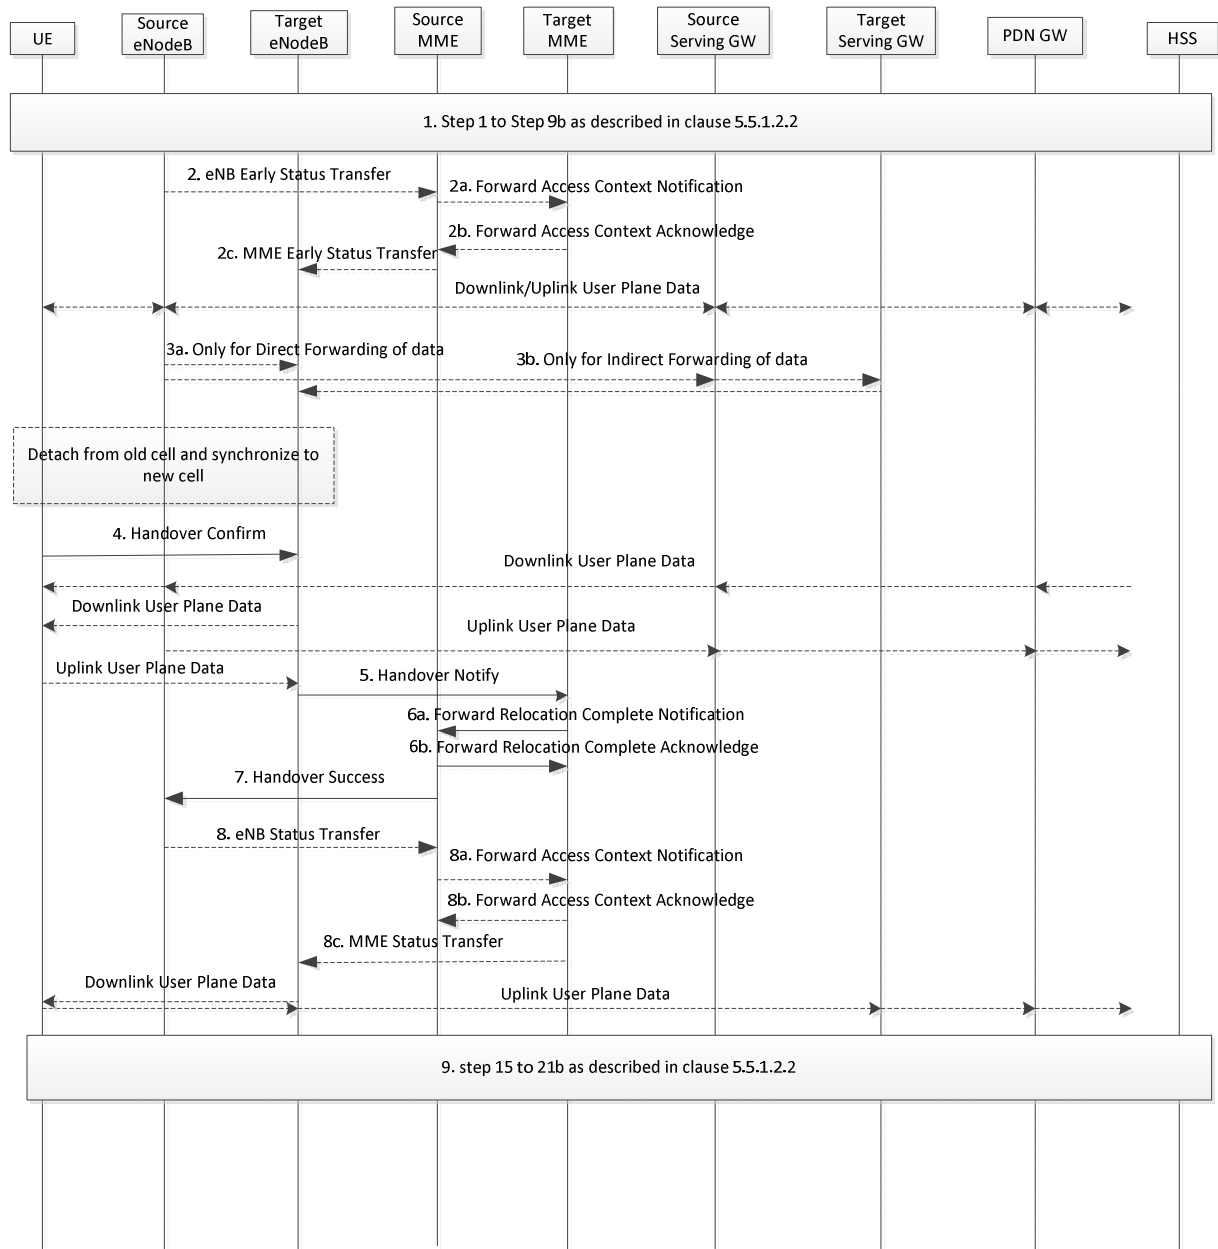 UE
Source
eNodeB
Target
eNodeB
Source
MME
Target
MME
Source
Serving GW
Target
Serving GW
PDN GW
HSS
1. Step 1 to Step 9b as described in clause 5.5.1.2.2
2. eNB Early Status Transfer
2a. Forward Access Context Notification
2b. Forward Access Context Acknowledge
2c. MME Early Status Transfer
Downlink/Uplink User Plane Data
3a. Only for Direct Forwarding of data
3b. Only for Indirect Forwarding of data
Detach from old cell and synchronize to
new cell
4. Handover Confirm
Downlink User Plane Data
Downlink User Plane Data
Uplink User Plane Data
Uplink User Plane Data
5. Handover Notify
6a. Forward Relocation Complete Notification
6b. Forward Relocation Complete Acknowledge
7. Handover Success
8. eNB Status Transfer
8a. Forward Access Context Notification
8b. Forward Access Context Acknowledge
8c. MME Status Transfer
Downlink User Plane Data
Uplink User Plane Data
9. step 15 to 21b as described in clause 5.5.1.2.2